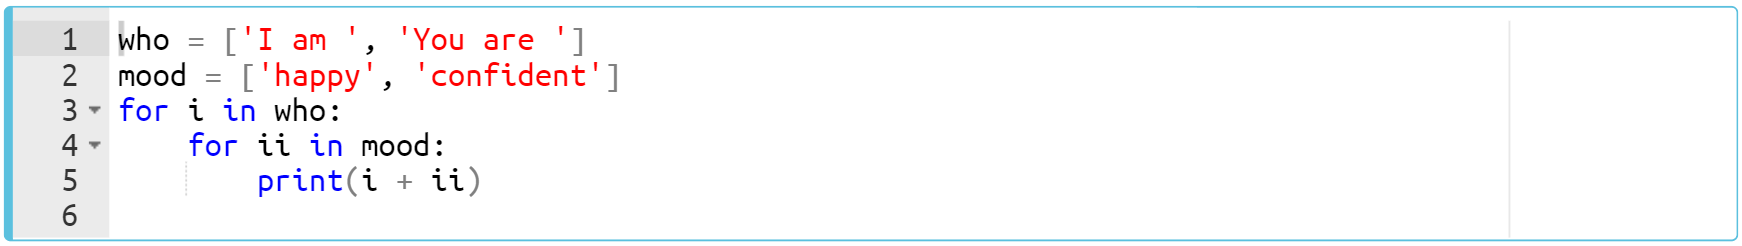 1 who = ['I am ', 'You are ']
2 mood = ['happy', 'confident']
3 for i in who:
4     for ii in mood:
5         print(i + ii)
6